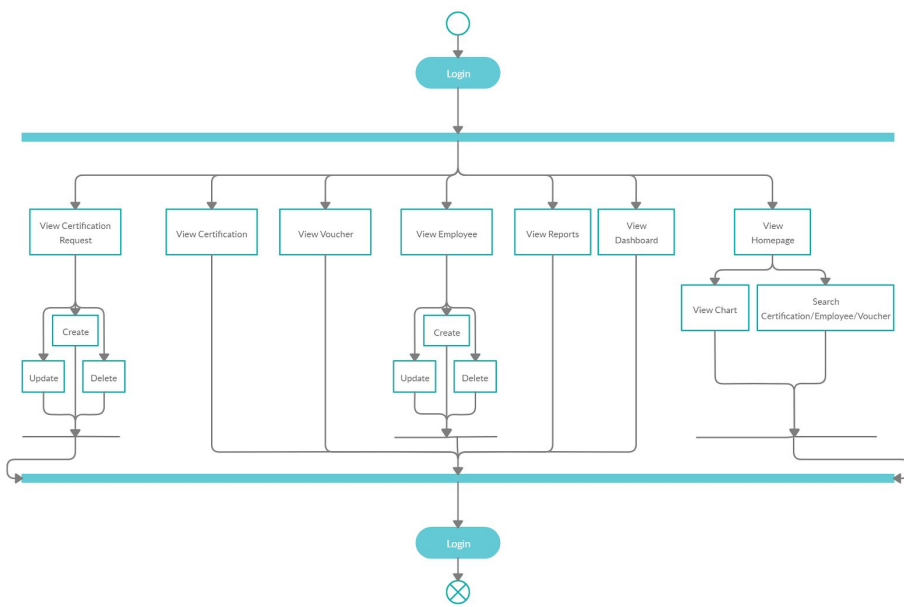 Login
View Certification
Request
View Certification
View Voucher
View Employee
View Reports
View
Dashboard
View
Homepage
View Chart
Search
Certification/Employee/Voucher
Create
Update
Delete
Create
Update
Delete
Login